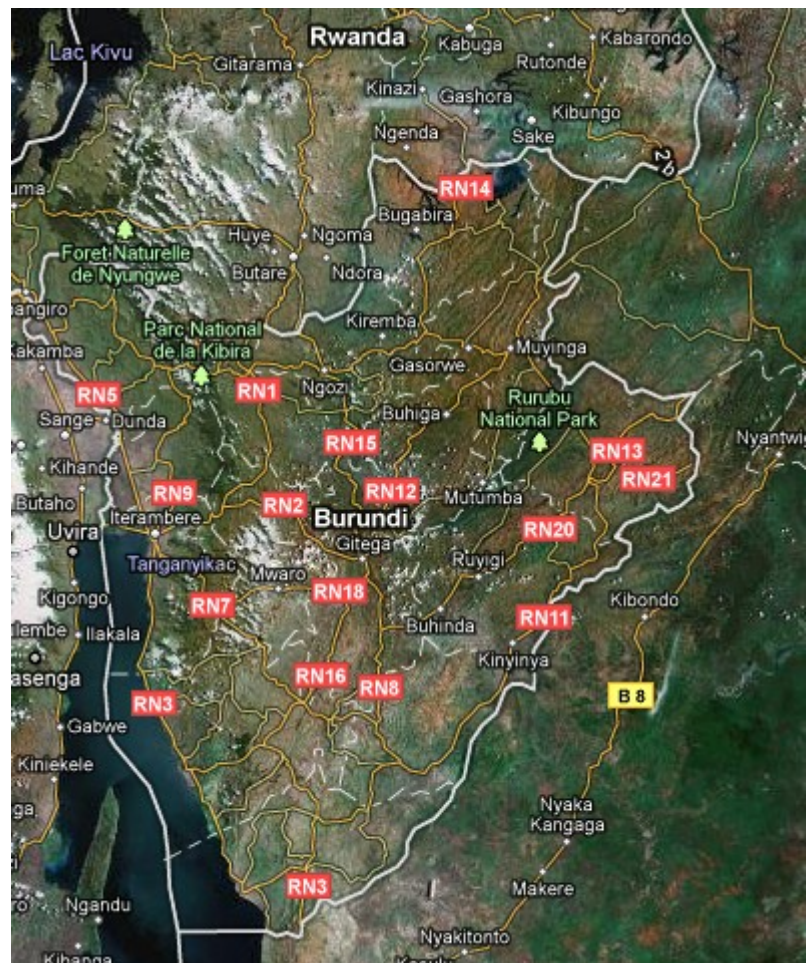 Rwanda
Kabuga
Kabarondo
Lac Kivu
Gitarama
Rutonde
Kinazi
Gashora
Kibungo
Ngenda
Sake
RN14
Bugabira
Huye
Ngoma
Foret Naturelle
de Nyungwe
Butare
Ndora
Parc National
de la Kibira
Kiremba
Kakamba
Gasorwe
Muyinga
RN5
RN1
Ngozi
Rurubu
National Park
Sange
Dunda
Buhiga
Nyantwig
RN15
RN13
Kihande
RN9
RN12
Mutumba
RN21
Butaho
RN2
Iterambere
Burundi
RN20
Uvira
Gitega
Tanganyikac
Mwaro
Ruyigi
Kigongo
RN18
RN7
Kibondo
Buhinda
RN11
Ilakala
Kinyinya
RN16
RN8
B 8
RN3
Gabwe
Kiniekele
Nyaka
Kangaga
RN3
Makere
Ngandu
Nyakitonto
Kihanga